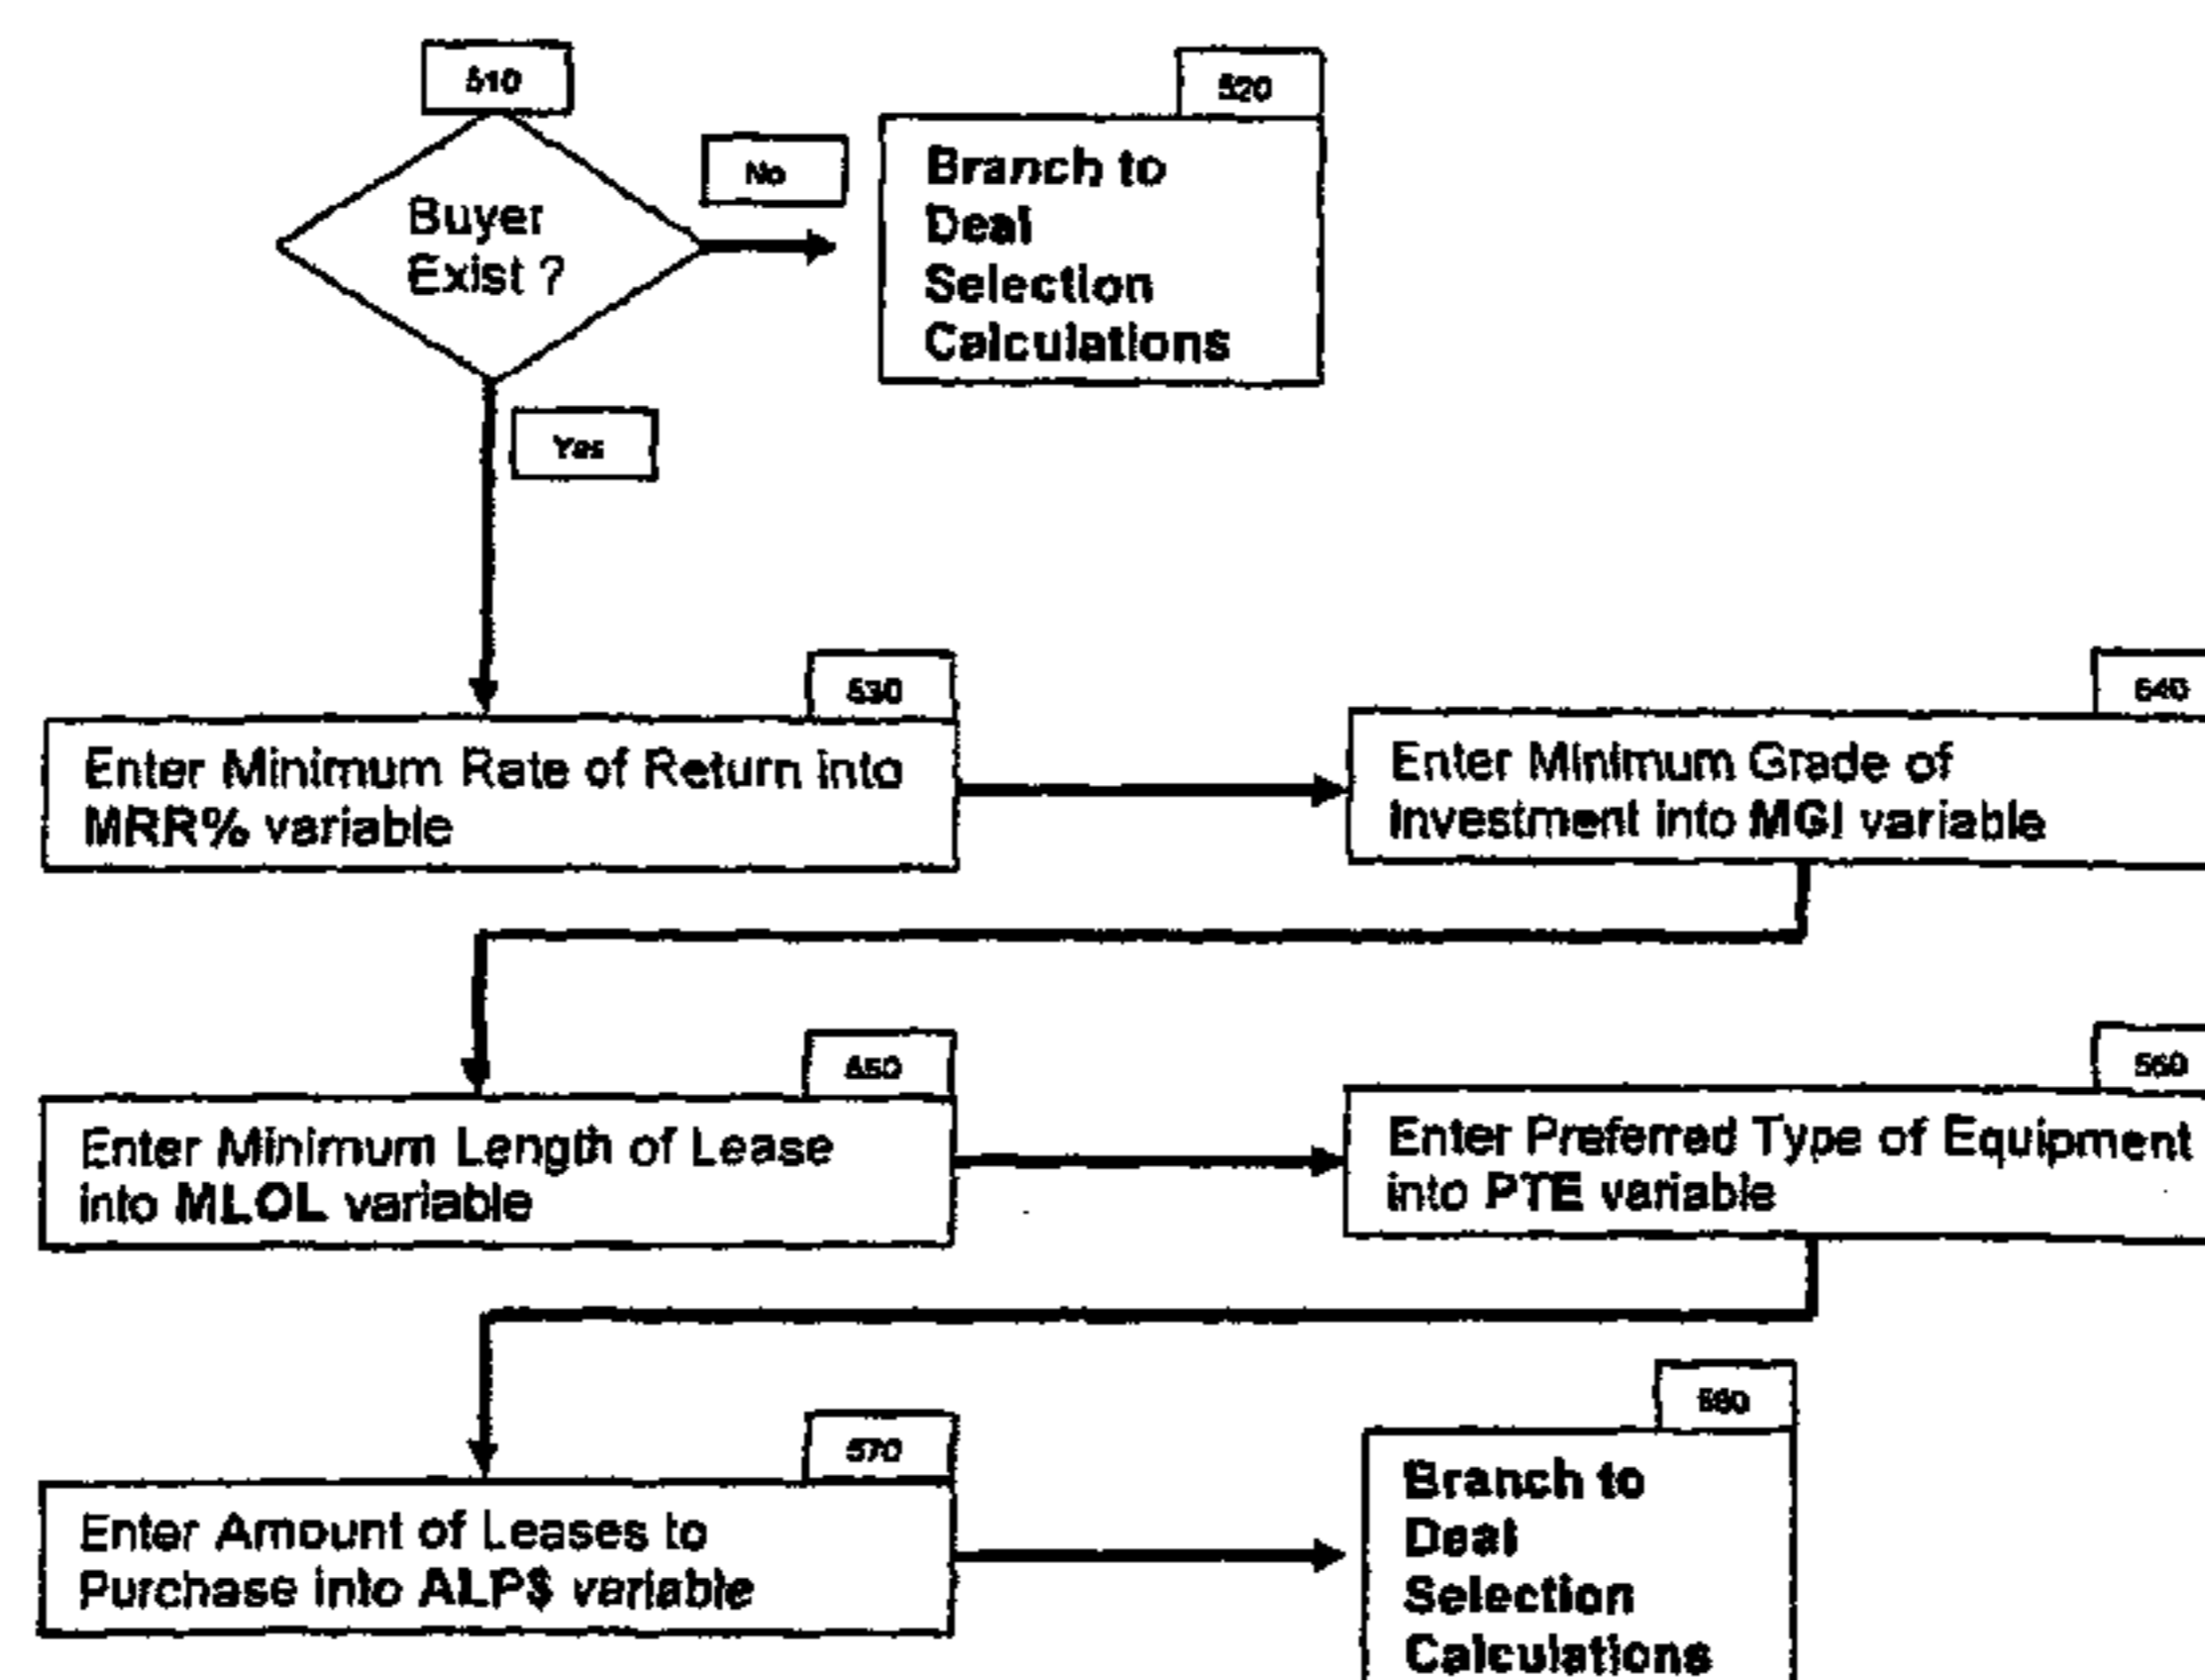 510
Buyer
Exist ?
No
520
Branch to
Deal
Selection
Calculations
Yes
530
Enter Minimum Rate of Return into
MRR% variable
540
Enter Minimum Grade of
Investment into MGI variable
550
Enter Minimum Length of Lease
into MLOL variable
560
Enter Preferred Type of Equipment
into PTE variable
570
Enter Amount of Leases to
Purchase into ALP$ variable
Branch to
Deal
Selection
Calculations